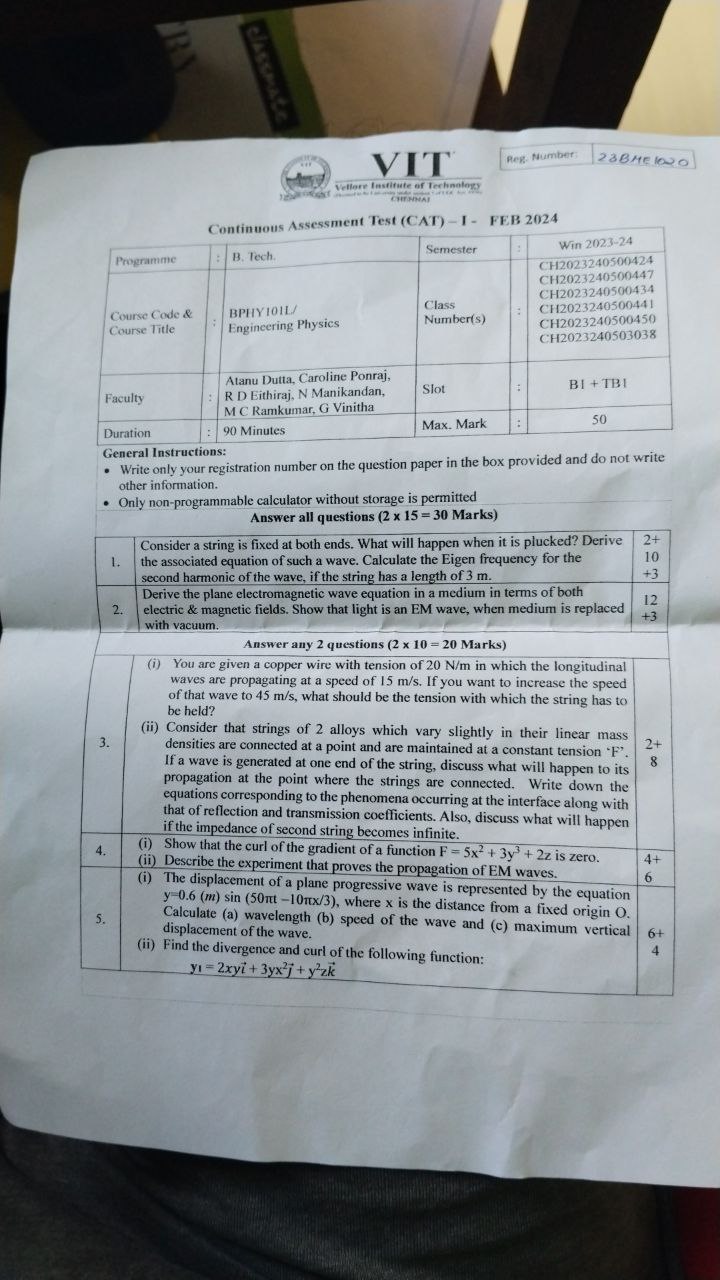 classmate
VIT
Vellore Institute of Technology
CHENNAI
Reg. Number: 23BME1020
Continuous Assessment Test (CAT) – I - FEB 2024
Programme : B. Tech. Semester : Win 2023-24
Course Code & Course Title : BPHY101L/ Engineering Physics Class Number(s) : CH2023240500424
CH2023240500447
CH2023240500434
CH2023240500441
CH2023240500450
CH2023240503038
Faculty : Atanu Dutta, Caroline Ponraj,
R D Eithiraj, N Manikandan,
M C Ramkumar, G Vinitha
Slot : B1 + TB1
Duration : 90 Minutes Max. Mark : 50
General Instructions:
• Write only your registration number on the question paper in the box provided and do not write
other information.
• Only non-programmable calculator without storage is permitted
Answer all questions (2 x 15 = 30 Marks)
1. Consider a string is fixed at both ends. What will happen when it is plucked? Derive 2+
the associated equation of such a wave. Calculate the Eigen frequency for the 10
second harmonic of the wave, if the string has a length of 3 m. +3
Derive the plane electromagnetic wave equation in a medium in terms of both
2. electric & magnetic fields. Show that light is an EM wave, when medium is replaced 12
with vacuum. +3
Answer any 2 questions (2 x 10 = 20 Marks)
(i) You are given a copper wire with tension of 20 N/m in which the longitudinal
waves are propagating at a speed of 15 m/s. If you want to increase the speed
of that wave to 45 m/s, what should be the tension with which the string has to
be held?
(ii) Consider that strings of 2 alloys which vary slightly in their linear mass
3. densities are connected at a point and are maintained at a constant tension ‘F’. 2+
If a wave is generated at one end of the string, discuss what will happen to its 8
propagation at the point where the strings are connected. Write down the
equations corresponding to the phenomena occurring at the interface along with
that of reflection and transmission coefficients. Also, discuss what will happen
if the impedance of second string becomes infinite.
4. (i) Show that the curl of the gradient of a function F = 5x² + 3y³ + 2z is zero. 4+
(ii) Describe the experiment that proves the propagation of EM waves. 6
(i) The displacement of a plane progressive wave is represented by the equation
y=0.6 (m) sin (50πt –10πx/3), where x is the distance from a fixed origin O.
5. Calculate (a) wavelength (b) speed of the wave and (c) maximum vertical 6+
displacement of the wave. 4
(ii) Find the divergence and curl of the following function:
y₁ = 2xyi⃗ + 3yx²j⃗ + y²zk⃗